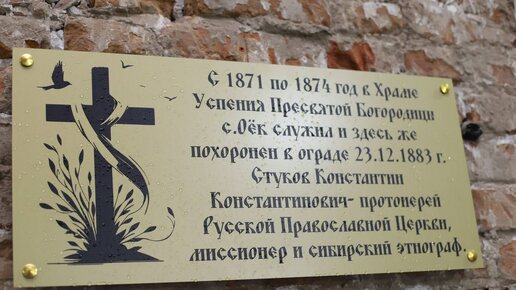 С 1871 по 1874 год в Храме
Успения Пресвятой Богородици
с.Оёк служил и здесь же
похоронен в ограде 23.12.1883 г.
Стуков Константин
Константинович- протоиерей
Русской Православной Церкви,
миссионер и сибирский этнограф.